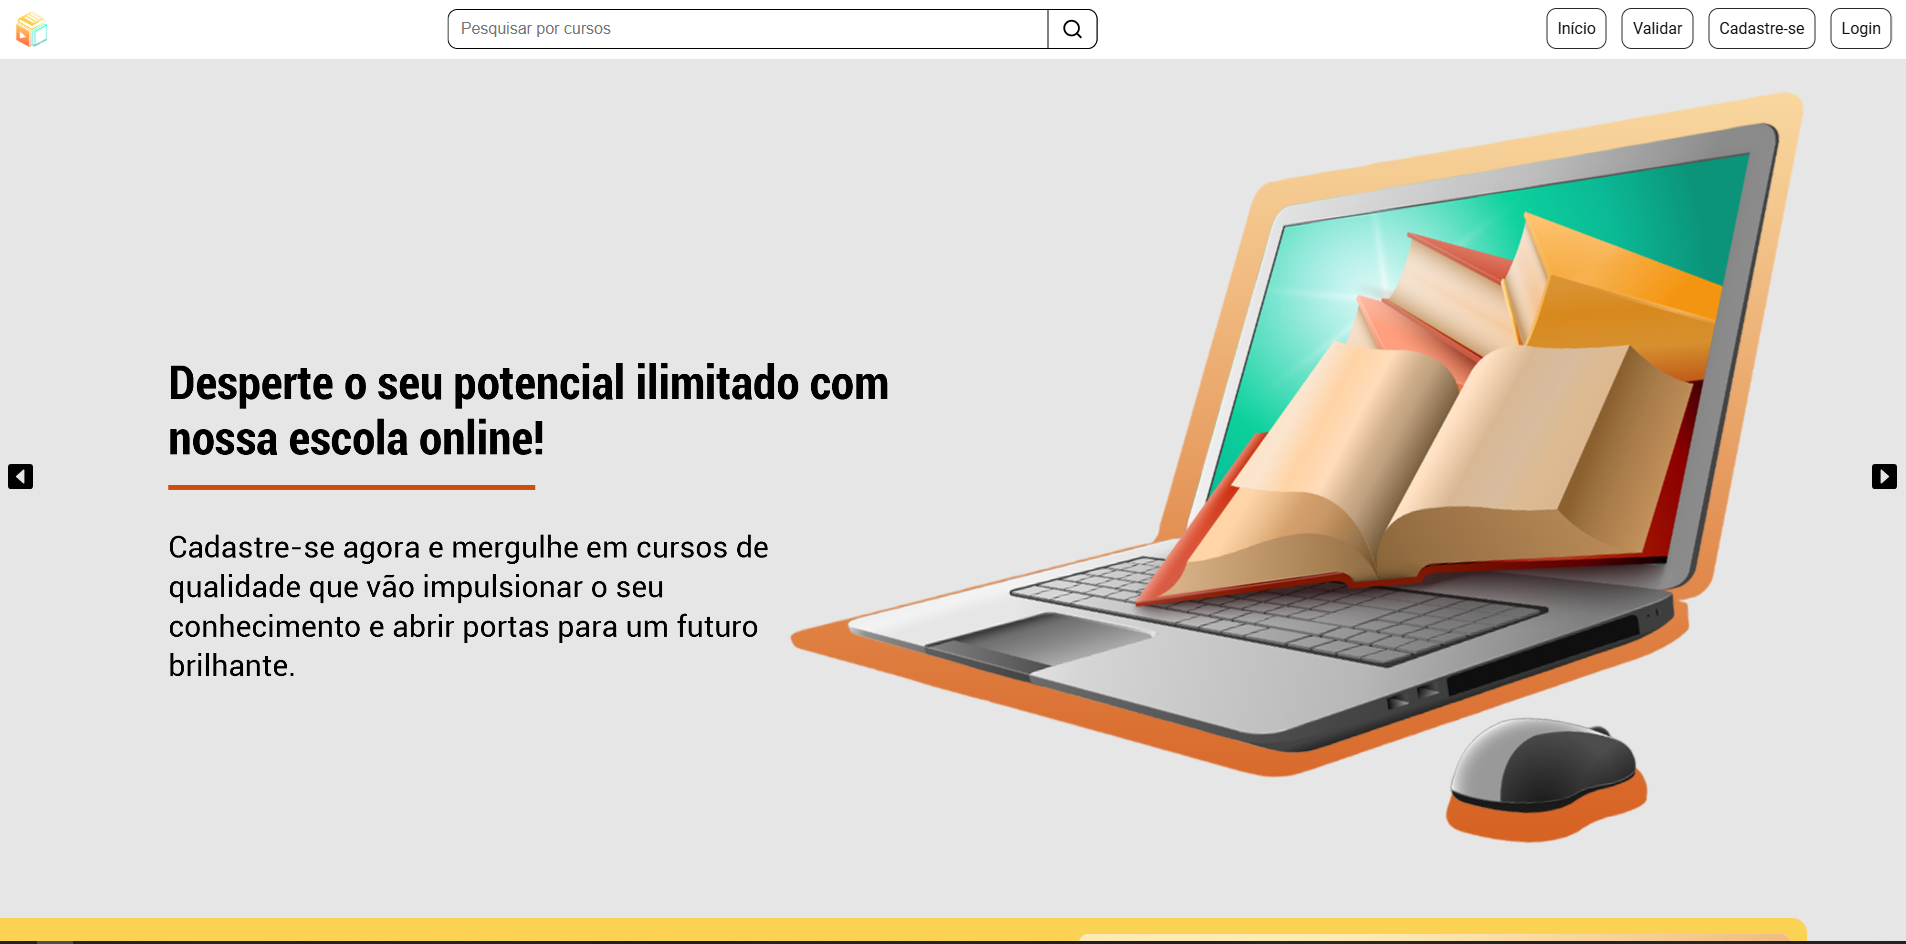 Pesquisar por cursos
Início
Validar
Cadastre-se
Login
Desperte o seu potencial ilimitado com
nossa escola online!
Cadastre-se agora e mergulhe em cursos de
qualidade que vão impulsionar o seu
conhecimento e abrir portas para um futuro
brilhante.